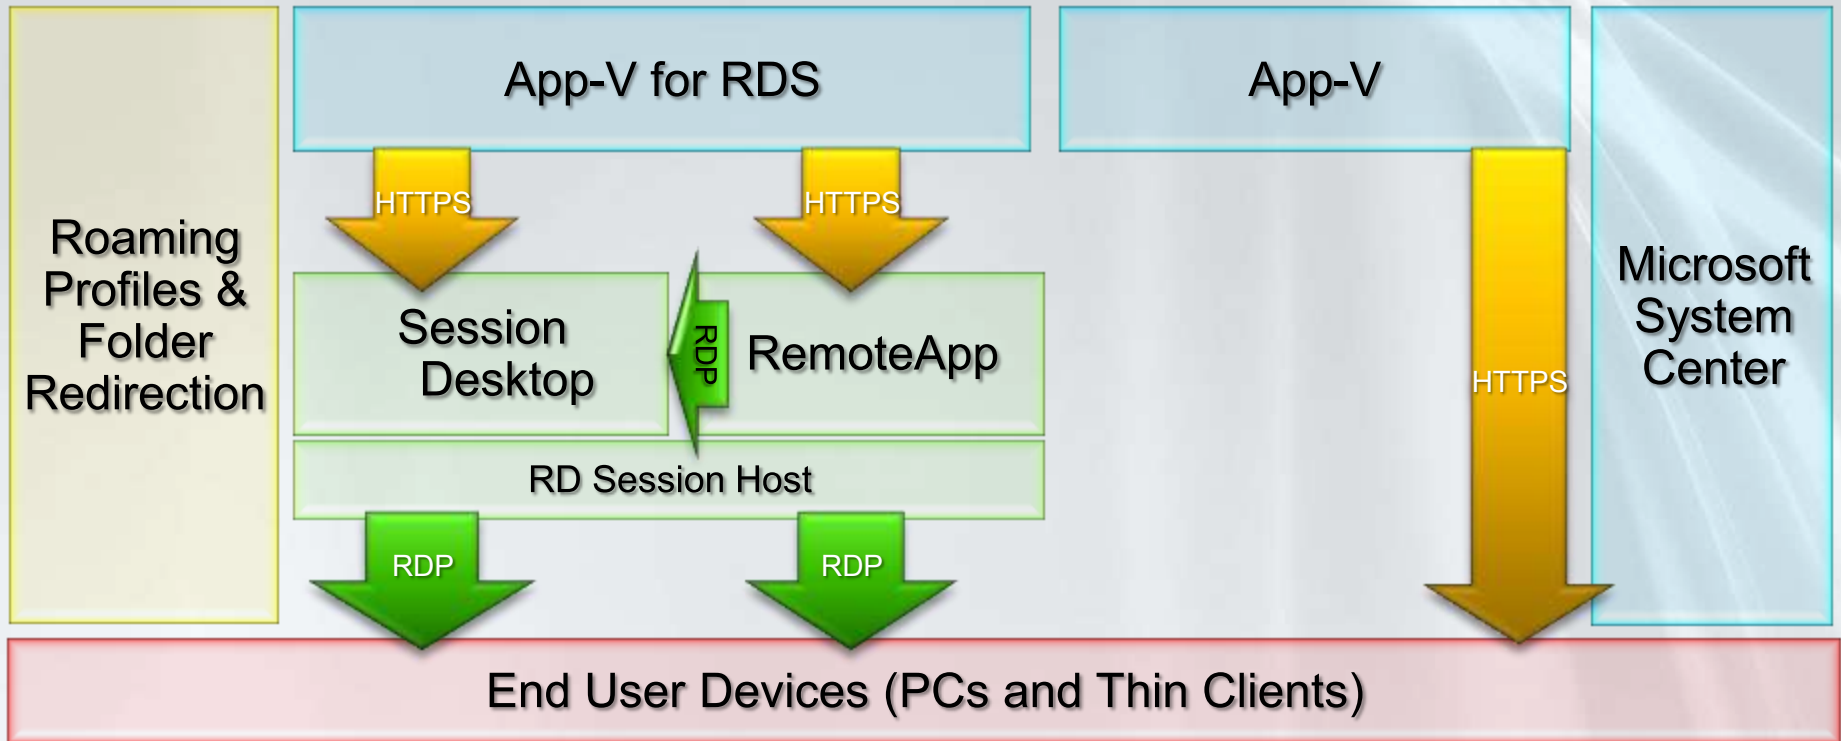 App-V for RDS
App-V
HTTPS
HTTPS
Roaming
Profiles &
Folder
Redirection
Session
Desktop
RDP
RemoteApp
HTTPS
Microsoft
System
Center
RD Session Host
RDP
RDP
End User Devices (PCs and Thin Clients)